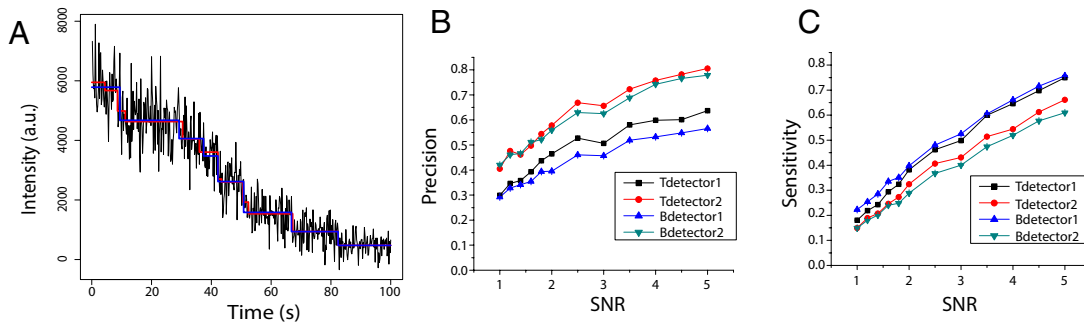 A
Intensity (a.u.)
8000
6000
4000
2000
0
0 20 40 60 80 100
Time (s)
B
Precision
0.8
0.7
0.6
0.5
0.4
0.3
0.2
0.1
0.0
1 2 3 4 5
SNR
Tdetector1
Tdetector2
Bdetector1
Bdetector2
C
Sensitivity
0.8
0.7
0.6
0.5
0.4
0.3
0.2
0.1
0.0
1 2 3 4 5
SNR
Tdetector1
Tdetector2
Bdetector1
Bdetector2